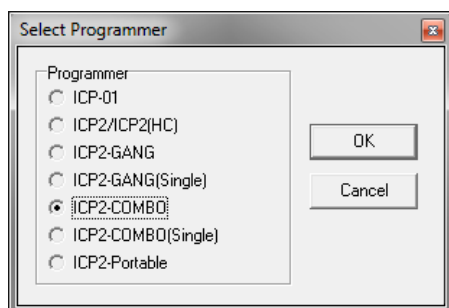 Select Programmer
Programmer
ICP-01
ICP2/ICP2(HC)
ICP2-GANG
ICP2-GANG(Single)
ICP2-COMBO
ICP2-COMBO(Single)
ICP2-Portable
OK
Cancel